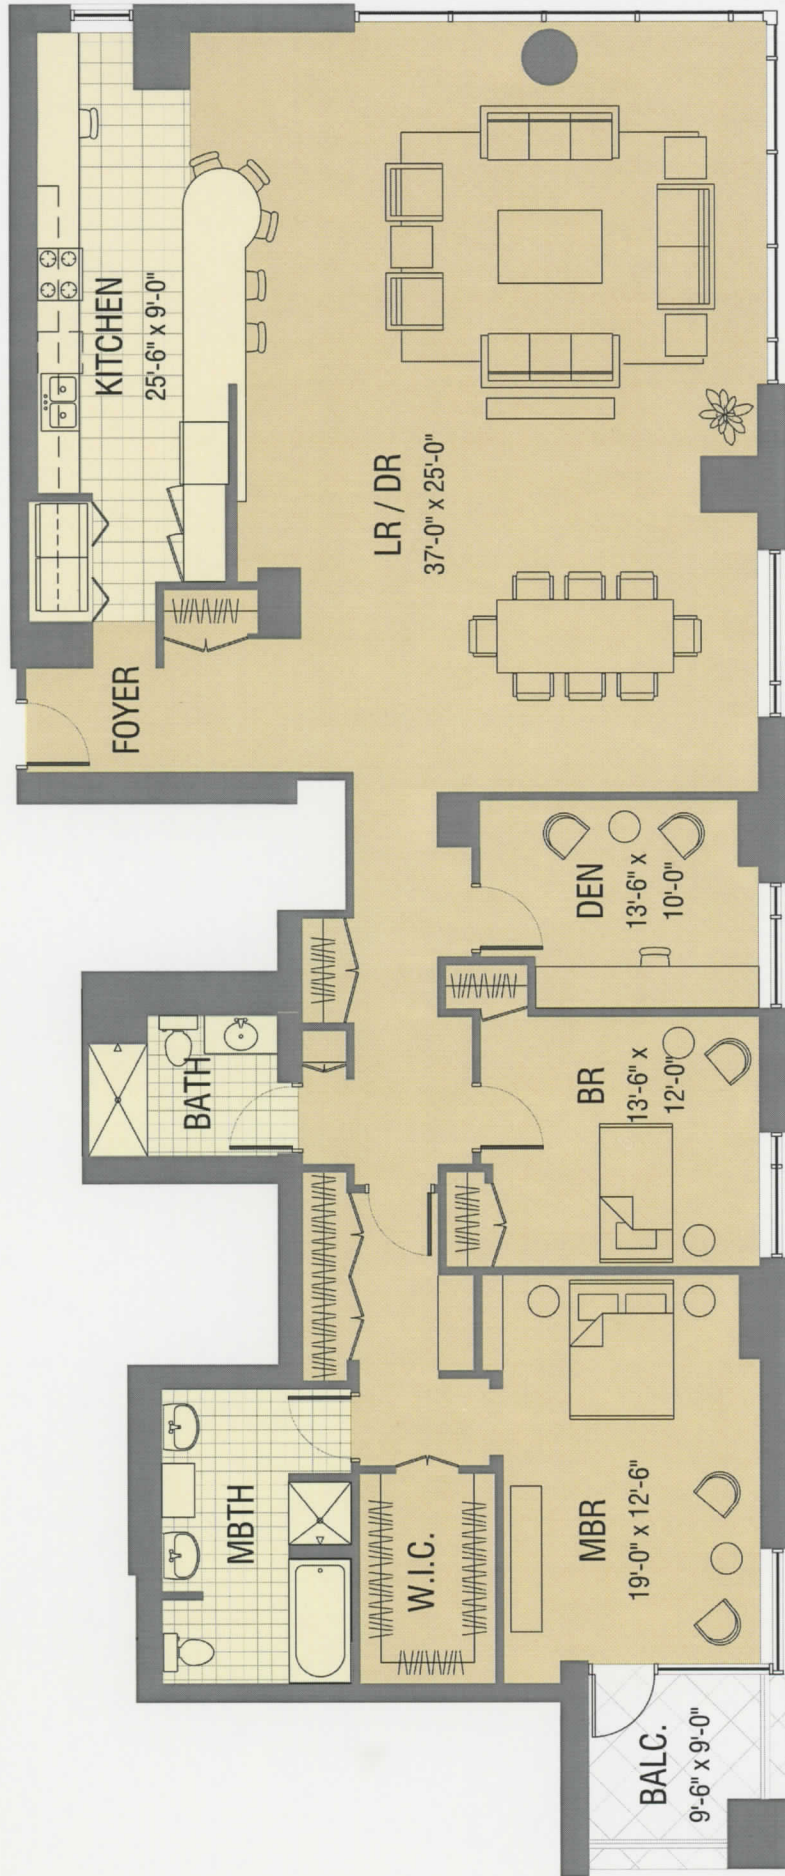 KITCHEN
25'-6" x 9'-0"
LR / DR
37'-0" x 25'-0"
FOYER
DEN
13'-6" x
10'-0"
BATH
BR
13'-6" x
12'-0"
MBTH
W.I.C.
MBR
19'-0" x 12'-6"
BALC.
9'-6" x 9'-0"